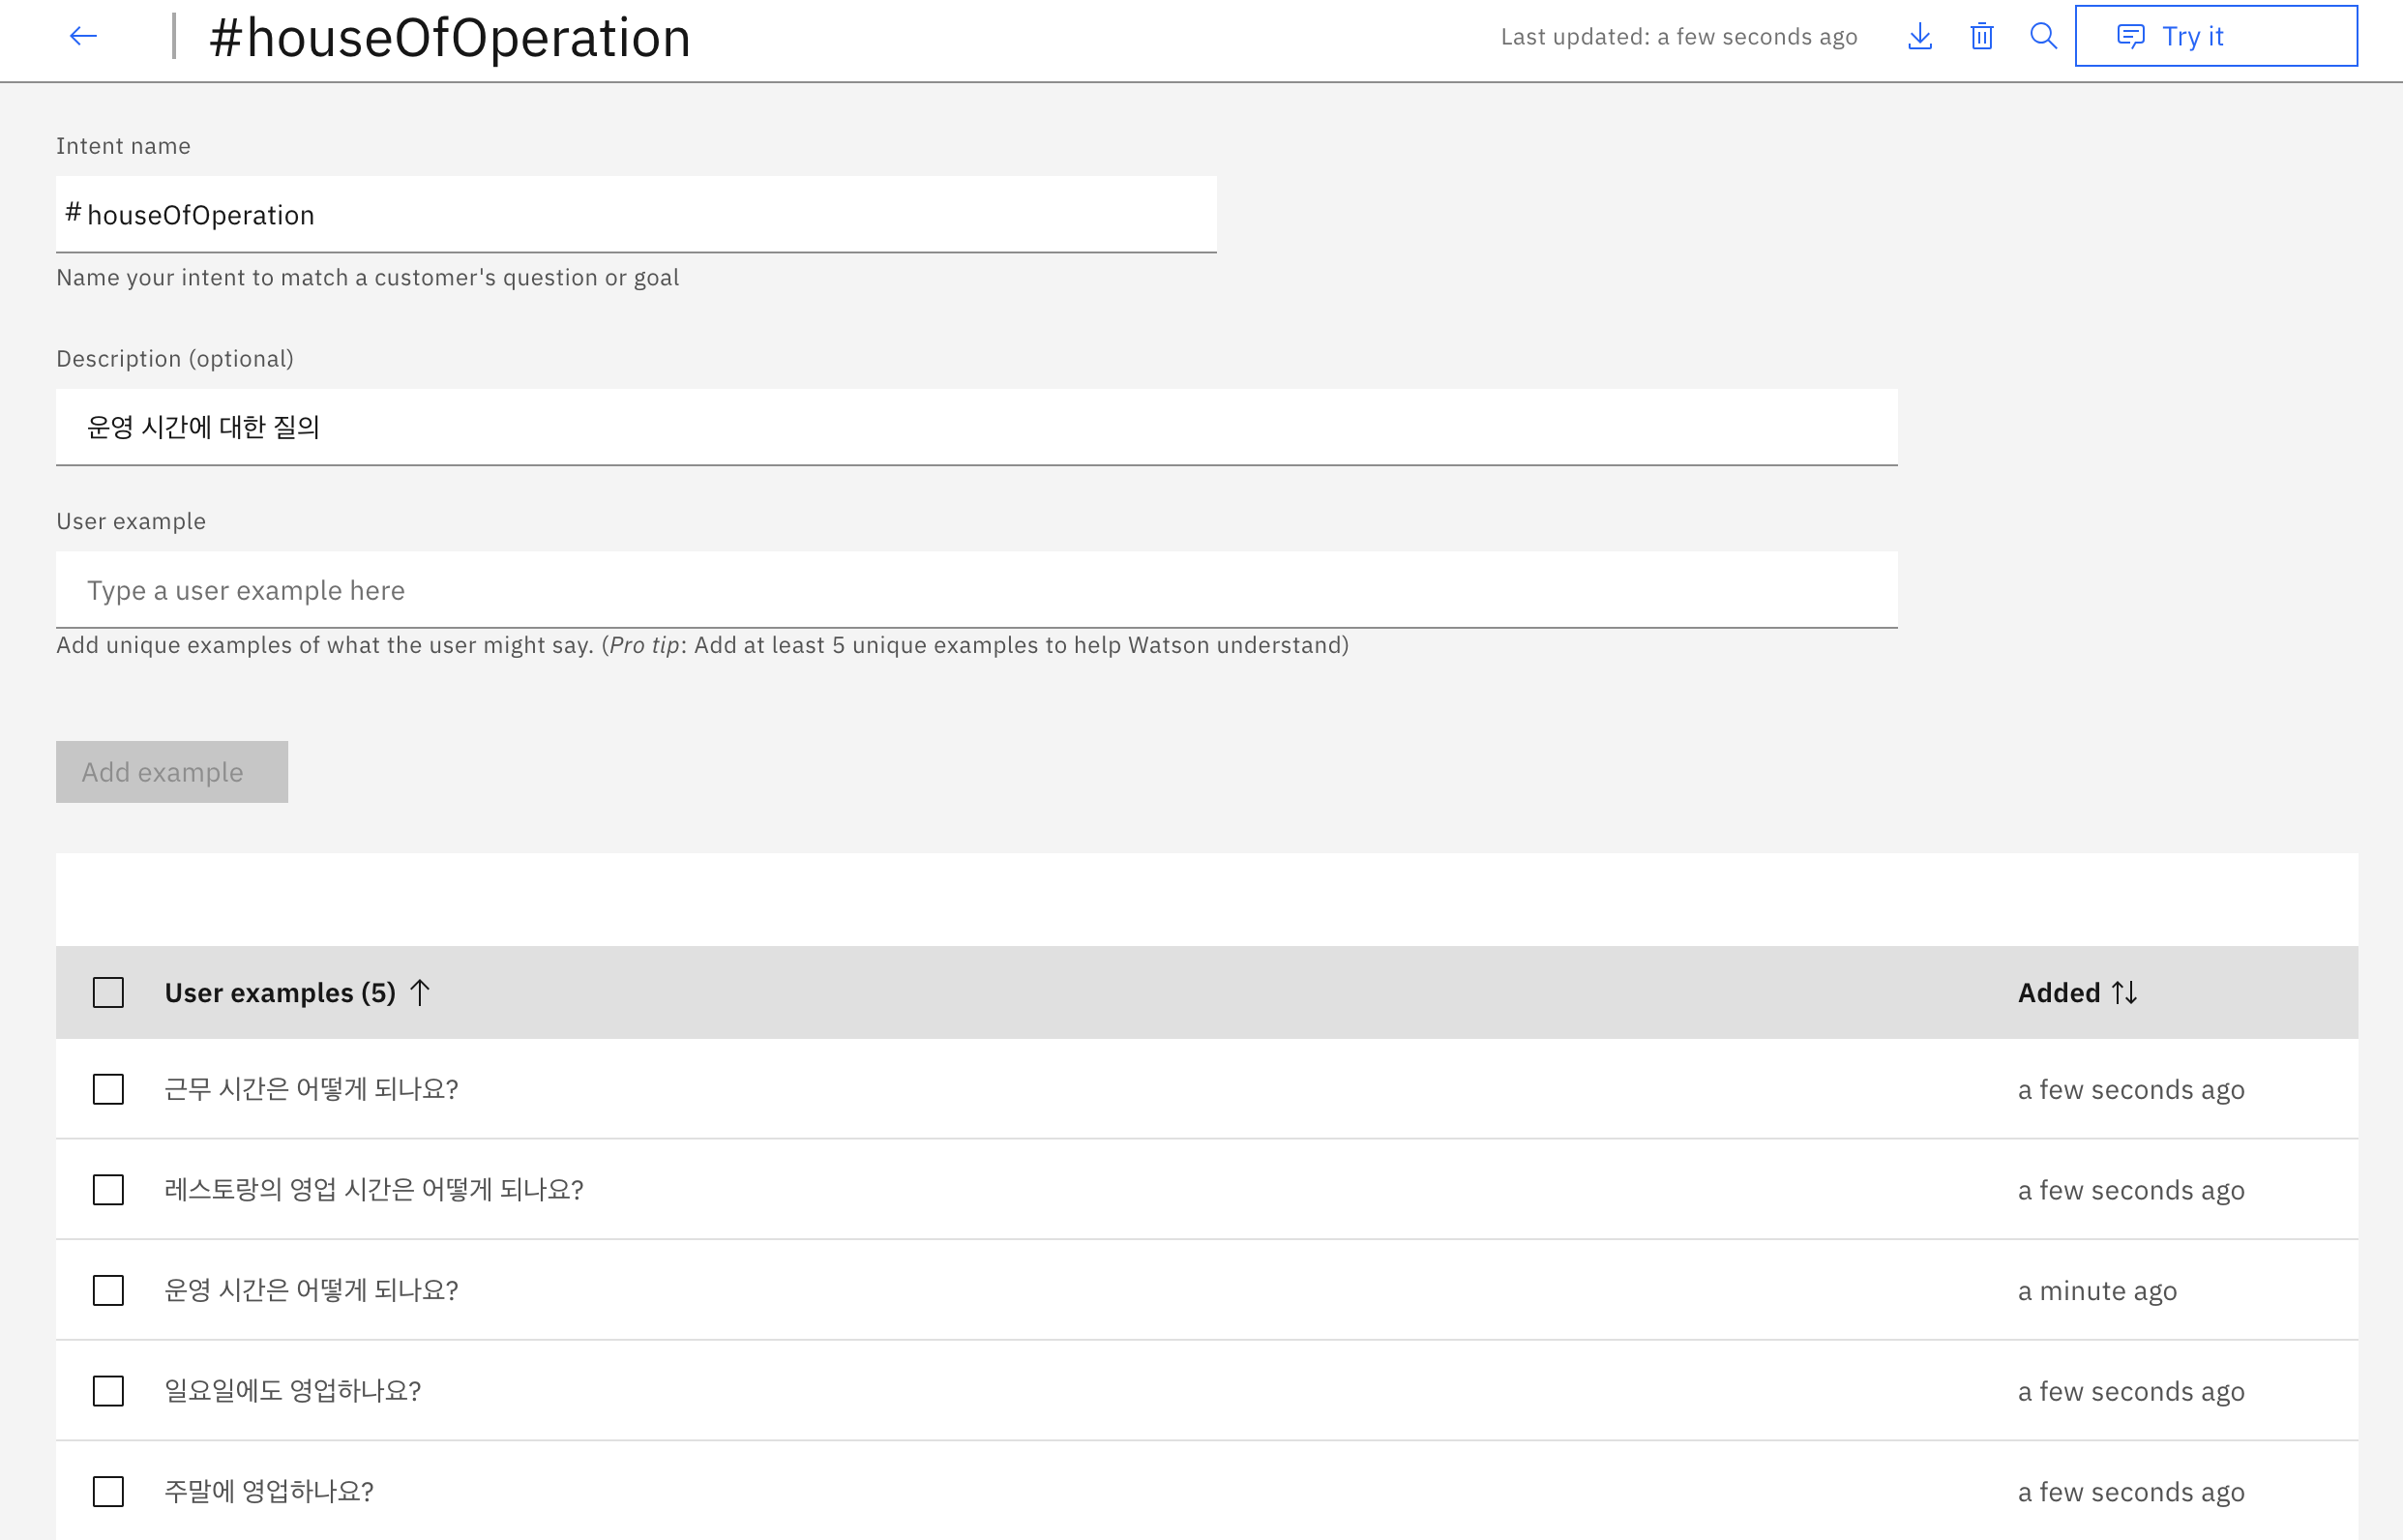 #houseOfOperation
Last updated: a few seconds ago
Try it
Intent name
# houseOfOperation
Name your intent to match a customer's question or goal
Description (optional)
운영 시간에 대한 질의
User example
Type a user example here
Add unique examples of what the user might say. (Pro tip: Add at least 5 unique examples to help Watson understand)
Add example
User examples (5) ↑ Added ↑↓
근무 시간은 어떻게 되나요? a few seconds ago
레스토랑의 영업 시간은 어떻게 되나요? a few seconds ago
운영 시간은 어떻게 되나요? a minute ago
일요일에도 영업하나요? a few seconds ago
주말에 영업하나요? a few seconds ago